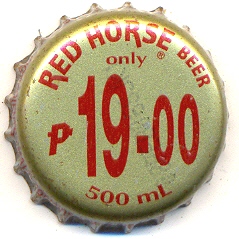 RED HORSE BEER
only ®
₱19.00
500 mL